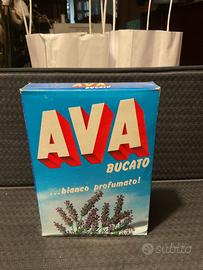 AVA
BUCATO
...bianco profumato!
subito